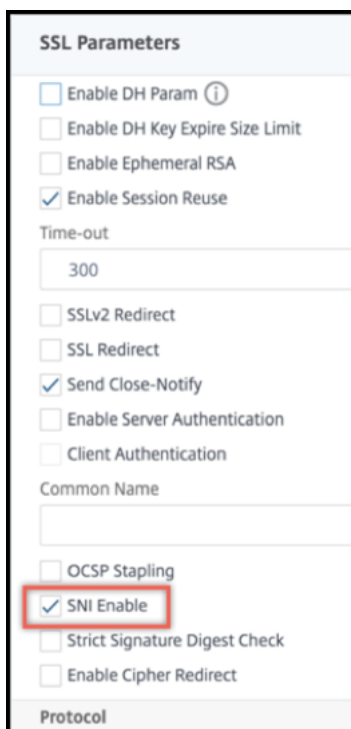 SSL Parameters
Enable DH Param
Enable DH Key Expire Size Limit
Enable Ephemeral RSA
Enable Session Reuse
Time-out
300
SSLv2 Redirect
SSL Redirect
Send Close-Notify
Enable Server Authentication
Client Authentication
Common Name
OCSP Stapling
SNI Enable
Strict Signature Digest Check
Enable Cipher Redirect
Protocol